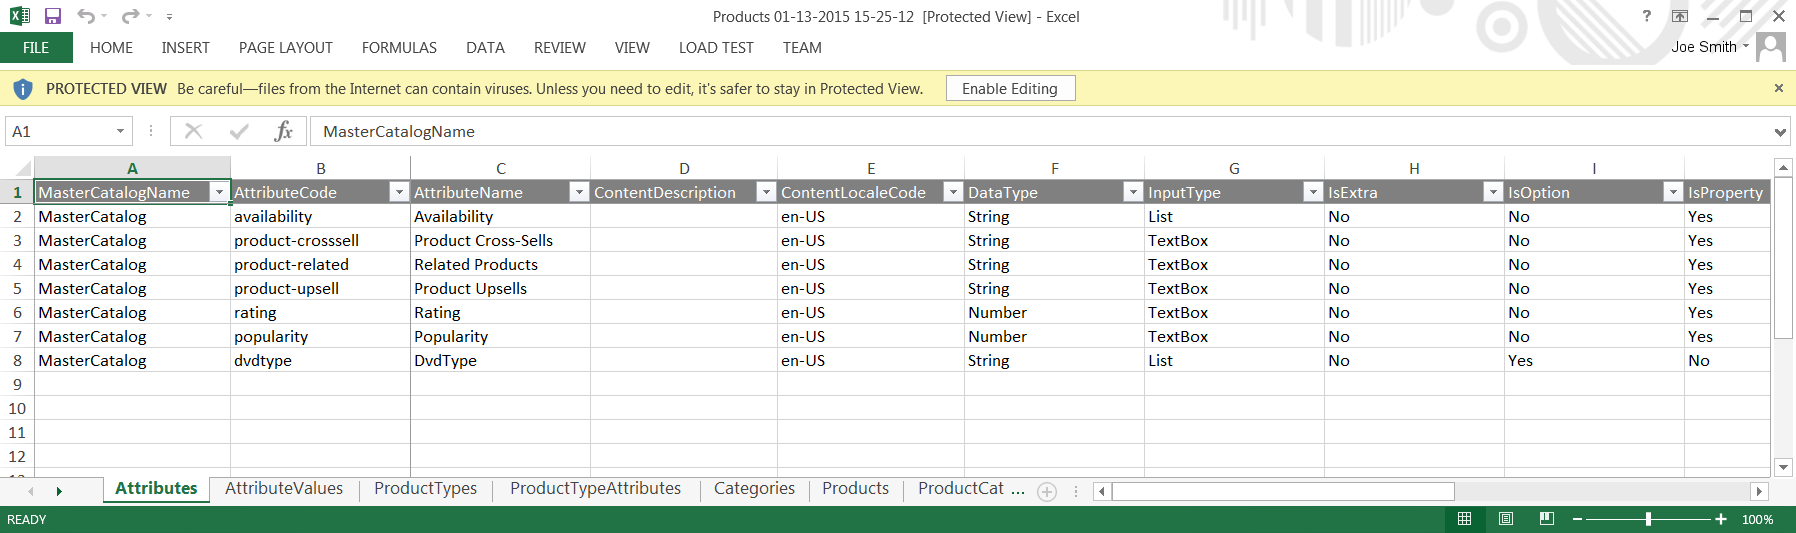 Products 01-13-2015 15-25-12 [Protected View] - Excel
?
FILE HOME INSERT PAGE LAYOUT FORMULAS DATA REVIEW VIEW LOAD TEST TEAM Joe Smith
PROTECTED VIEW Be careful—files from the Internet can contain viruses. Unless you need to edit, it's safer to stay in Protected View. Enable Editing
A1 fx MasterCatalogName
A B C D E F G H I
1 MasterCatalogName AttributeCode AttributeName ContentDescription ContentLocaleCode DataType InputType IsExtra IsOption IsProperty
2 MasterCatalog availability Availability en-US String List No No Yes
3 MasterCatalog product-crosssell Product Cross-Sells en-US String TextBox No No Yes
4 MasterCatalog product-related Related Products en-US String TextBox No No Yes
5 MasterCatalog product-upsell Product Upsells en-US String TextBox No No Yes
6 MasterCatalog rating Rating en-US Number TextBox No No Yes
7 MasterCatalog popularity Popularity en-US Number TextBox No No Yes
8 MasterCatalog dvdtype DvdType en-US String List No Yes No
9
10
11
12
Attributes AttributeValues ProductTypes ProductTypeAttributes Categories Products ProductCat ...
READY 100%